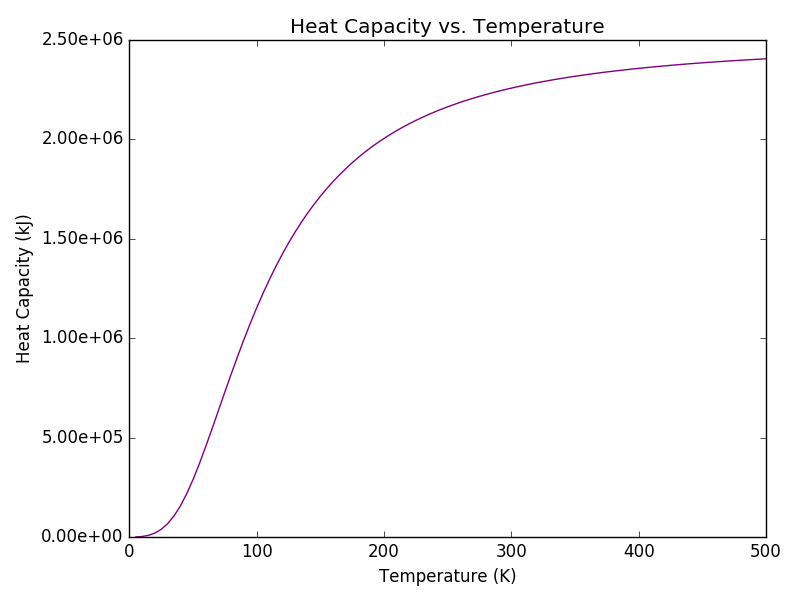 Heat Capacity vs. Temperature
2.50e+06
2.00e+06
1.50e+06
1.00e+06
5.00e+05
0.00e+00
Heat Capacity (kJ)
0 100 200 300 400 500
Temperature (K)